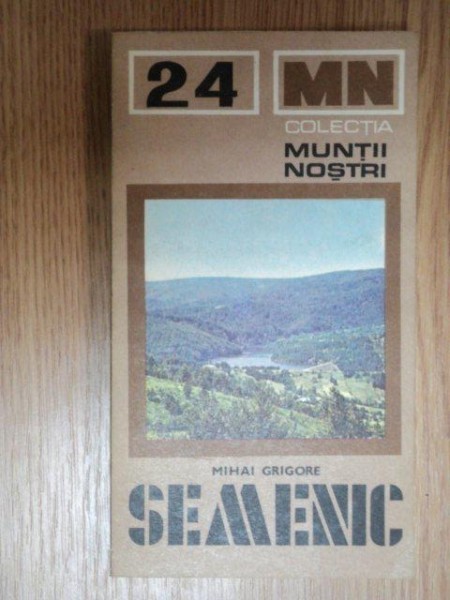 24 MN
COLECȚIA
MUNȚII
NOȘTRI
MIHAI GRIGORE
SEMENIC